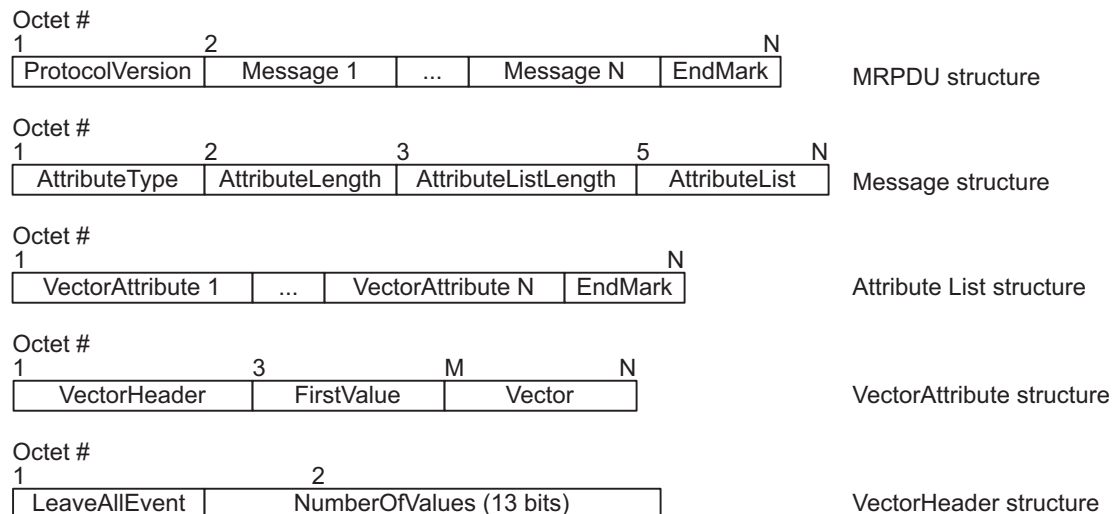 Octet #
1 2 N
ProtocolVersion Message 1 ... Message N EndMark MRPDU structure
Octet #
1 2 3 5 N
AttributeType AttributeLength AttributeListLength AttributeList Message structure
Octet #
1 N
VectorAttribute 1 ... VectorAttribute N EndMark Attribute List structure
Octet #
1 3 M N
VectorHeader FirstValue Vector VectorAttribute structure
Octet #
1 2
LeaveAllEvent NumberOfValues (13 bits) VectorHeader structure